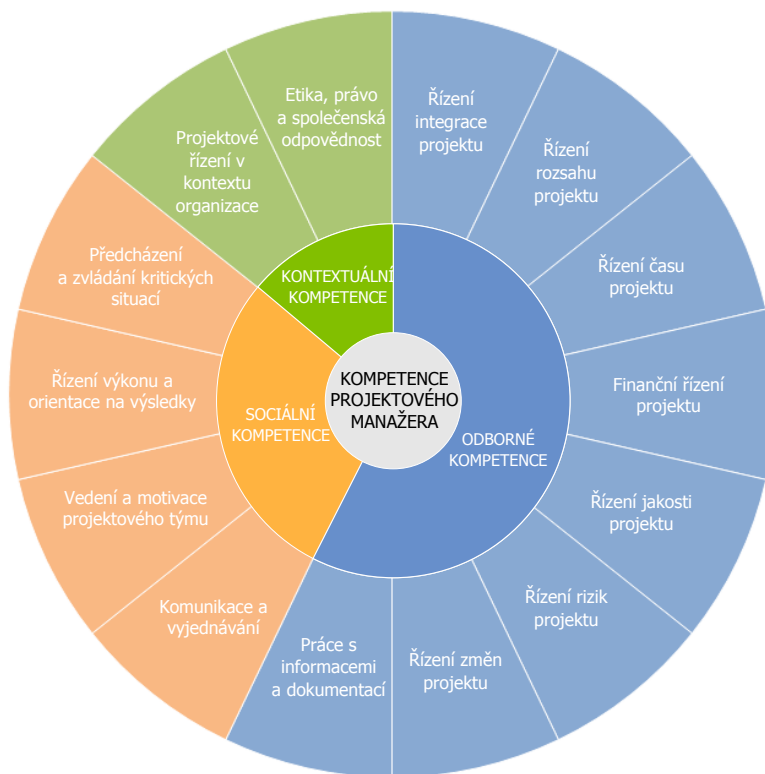 KOMPETENCE
PROJEKTOVÉHO
MANAŽERA
KONTEXTUÁLNÍ
KOMPETENCE
SOCIÁLNÍ
KOMPETENCE
ODBORNÉ
KOMPETENCE
Etika, právo
a společenská
odpovědnost
Projektové
řízení v
kontextu
organizace
Předcházení
a zvládání kritických
situací
Řízení výkonu a
orientace na výsledky
Vedení a motivace
projektového týmu
Komunikace a
vyjednávání
Řízení
integrace
projektu
Řízení
rozsahu
projektu
Řízení času
projektu
Finanční řízení
projektu
Řízení jakosti
projektu
Řízení rizik
projektu
Řízení změn
projektu
Práce s
informacemi
a dokumentací